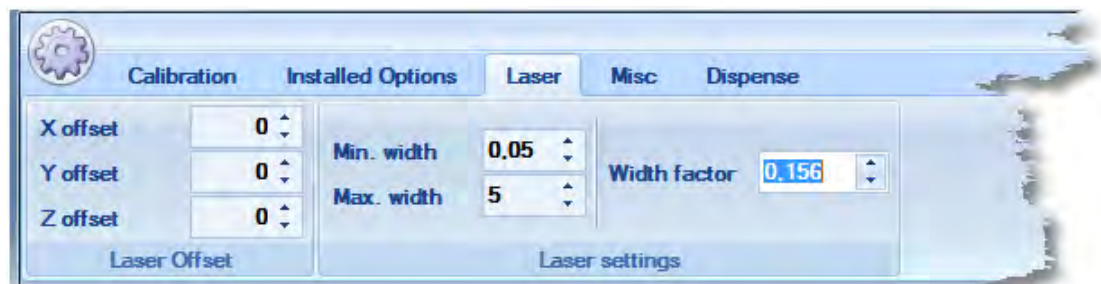 Calibration Installed Options Laser Misc Dispense
X offset 0
Y offset 0
Z offset 0
Laser Offset
Min. width 0.05
Max. width 5
Width factor 0.156
Laser settings